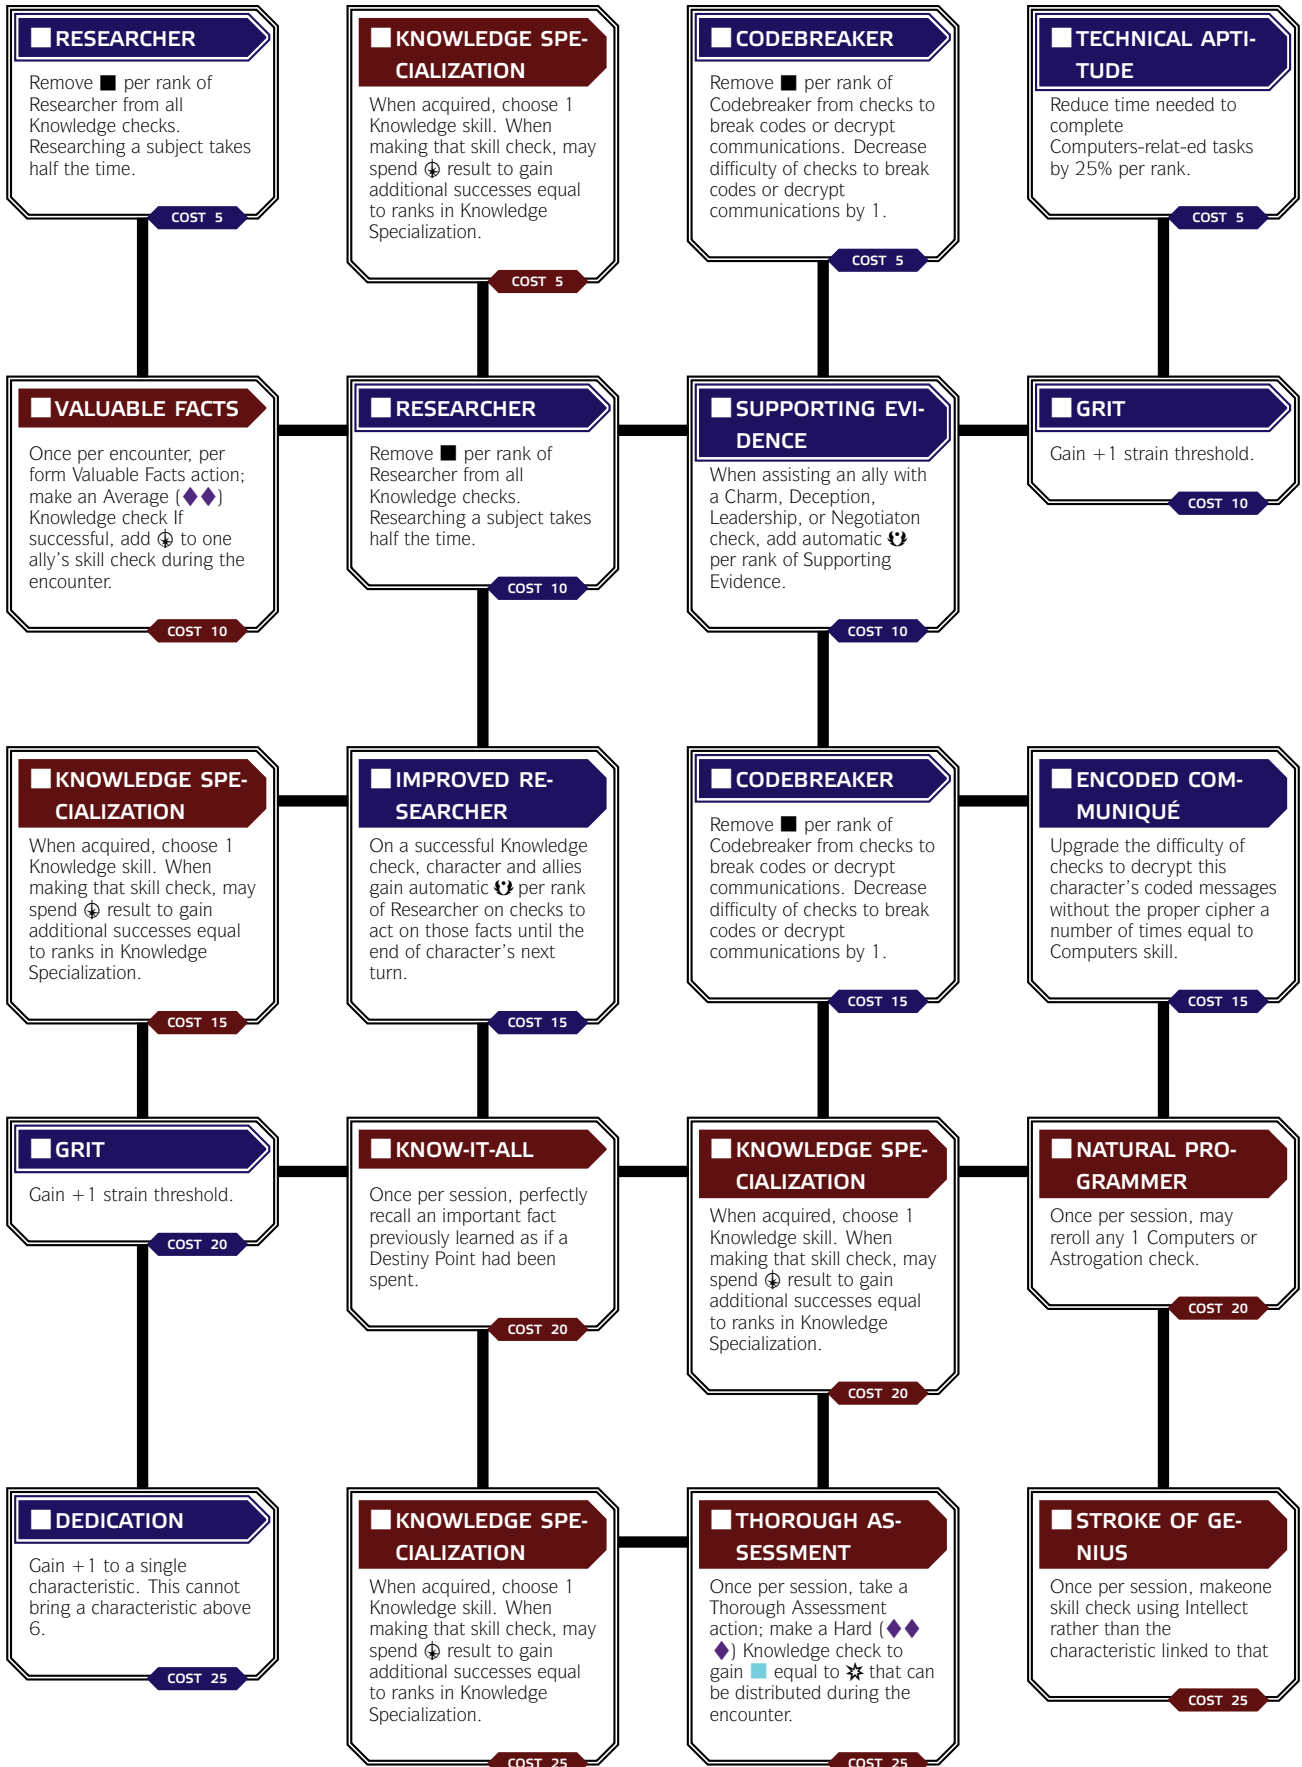 RESEARCHER
Remove ■ per rank of
Researcher from all
Knowledge checks.
Researching a subject takes
half the time.
COST 5
KNOWLEDGE SPE-
CIALIZATION
When acquired, choose 1
Knowledge skill. When
making that skill check, may
spend result to gain
additional successes equal
to ranks in Knowledge
Specialization.
COST 5
CODEBREAKER
Remove ■ per rank of
Codebreaker from checks to
break codes or decrypt
communications. Decrease
difficulty of checks to break
codes or decrypt
communications by 1.
COST 5
TECHNICAL APTI-
TUDE
Reduce time needed to
complete
Computers-relat-ed tasks
by 25% per rank.
COST 5
VALUABLE FACTS
Once per encounter, per
form Valuable Facts action;
make an Average (◆◆)
Knowledge check If
successful, add to one
ally's skill check during the
encounter.
COST 10
RESEARCHER
Remove ■ per rank of
Researcher from all
Knowledge checks.
Researching a subject takes
half the time.
COST 10
SUPPORTING EVI-
DENCE
When assisting an ally with
a Charm, Deception,
Leadership, or Negotiaton
check, add automatic
per rank of Supporting
Evidence.
COST 10
GRIT
Gain +1 strain threshold.
COST 10
KNOWLEDGE SPE-
CIALIZATION
When acquired, choose 1
Knowledge skill. When
making that skill check, may
spend result to gain
additional successes equal
to ranks in Knowledge
Specialization.
COST 15
IMPROVED RE-
SEARCHER
On a successful Knowledge
check, character and allies
gain automatic per rank
of Researcher on checks to
act on those facts until the
end of character's next
turn.
COST 15
CODEBREAKER
Remove ■ per rank of
Codebreaker from checks to
break codes or decrypt
communications. Decrease
difficulty of checks to break
codes or decrypt
communications by 1.
COST 15
ENCODED COM-
MUNIQUÉ
Upgrade the difficulty of
checks to decrypt this
character's coded messages
without the proper cipher a
number of times equal to
Computers skill.
COST 15
GRIT
Gain +1 strain threshold.
COST 20
KNOW-IT-ALL
Once per session, perfectly
recall an important fact
previously learned as if a
Destiny Point had been
spent.
COST 20
KNOWLEDGE SPE-
CIALIZATION
When acquired, choose 1
Knowledge skill. When
making that skill check, may
spend result to gain
additional successes equal
to ranks in Knowledge
Specialization.
COST 20
NATURAL PRO-
GRAMMER
Once per session, may
reroll any 1 Computers or
Astrogation check.
COST 20
DEDICATION
Gain +1 to a single
characteristic. This cannot
bring a characteristic above
6.
COST 25
KNOWLEDGE SPE-
CIALIZATION
When acquired, choose 1
Knowledge skill. When
making that skill check, may
spend result to gain
additional successes equal
to ranks in Knowledge
Specialization.
COST 25
THOROUGH AS-
SESSMENT
Once per session, take a
Thorough Assessment
action; make a Hard (◆◆
◆) Knowledge check to
gain equal to that can
be distributed during the
encounter.
COST 25
STROKE OF GE-
NIUS
Once per session, makeone
skill check using Intellect
rather than the
characteristic linked to that
COST 25